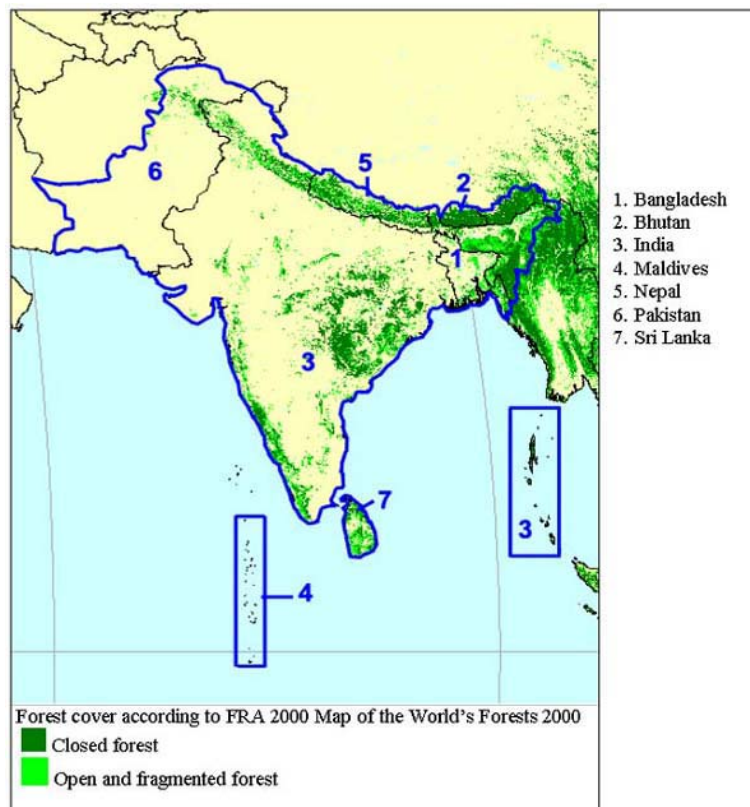 6
5
2
1
3
7
3
4
1. Bangladesh
2. Bhutan
3. India
4. Maldives
5. Nepal
6. Pakistan
7. Sri Lanka
Forest cover according to FRA 2000 Map of the World's Forests 2000
Closed forest
Open and fragmented forest